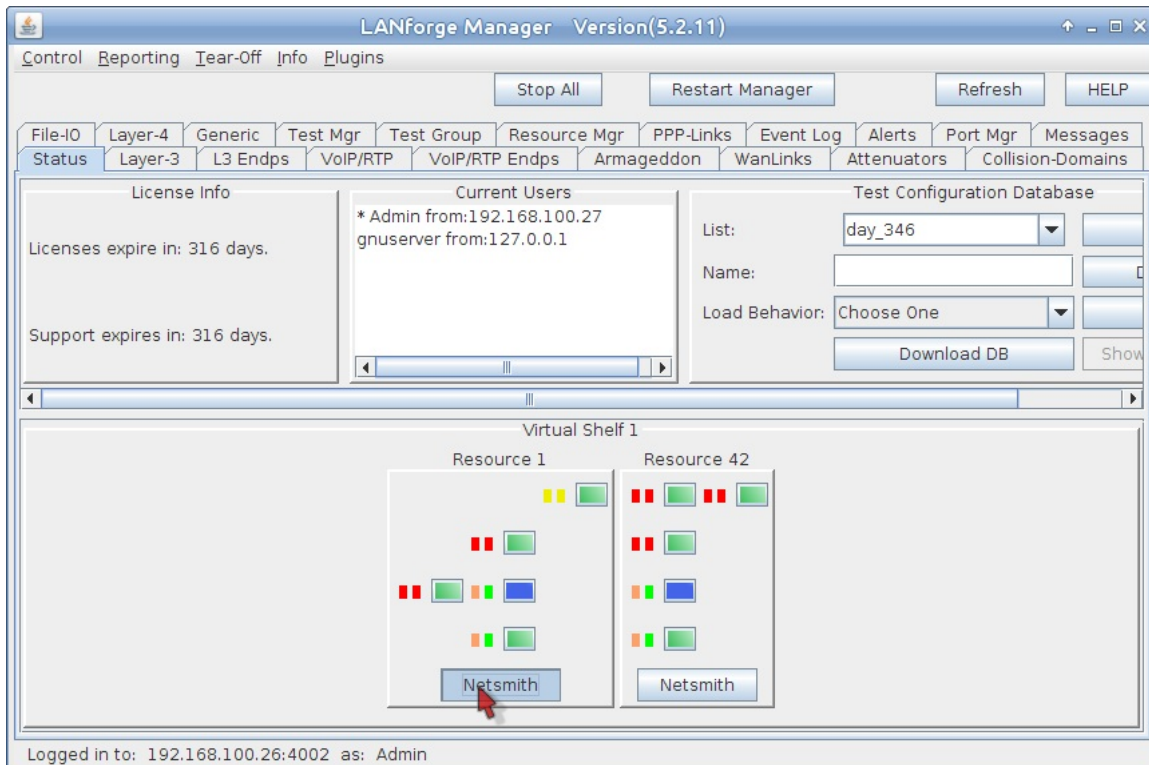 LANforge Manager Version(5.2.11)
Control Reporting Tear-Off Info Plugins
Stop All Restart Manager Refresh HELP
File-IO Layer-4 Generic Test Mgr Test Group Resource Mgr PPP-Links Event Log Alerts Port Mgr Messages
Status Layer-3 L3 Endps VoIP/RTP VoIP/RTP Endps Armageddon WanLinks Attenuators Collision-Domains
License Info
Licenses expire in: 316 days.
Support expires in: 316 days.
Current Users
* Admin from:192.168.100.27
gnuserver from:127.0.0.1
Test Configuration Database
List: day_346
Name:
Load Behavior: Choose One
Download DB Show
Virtual Shelf 1
Resource 1 Resource 42
Netsmith Netsmith
Logged in to: 192.168.100.26:4002 as: Admin